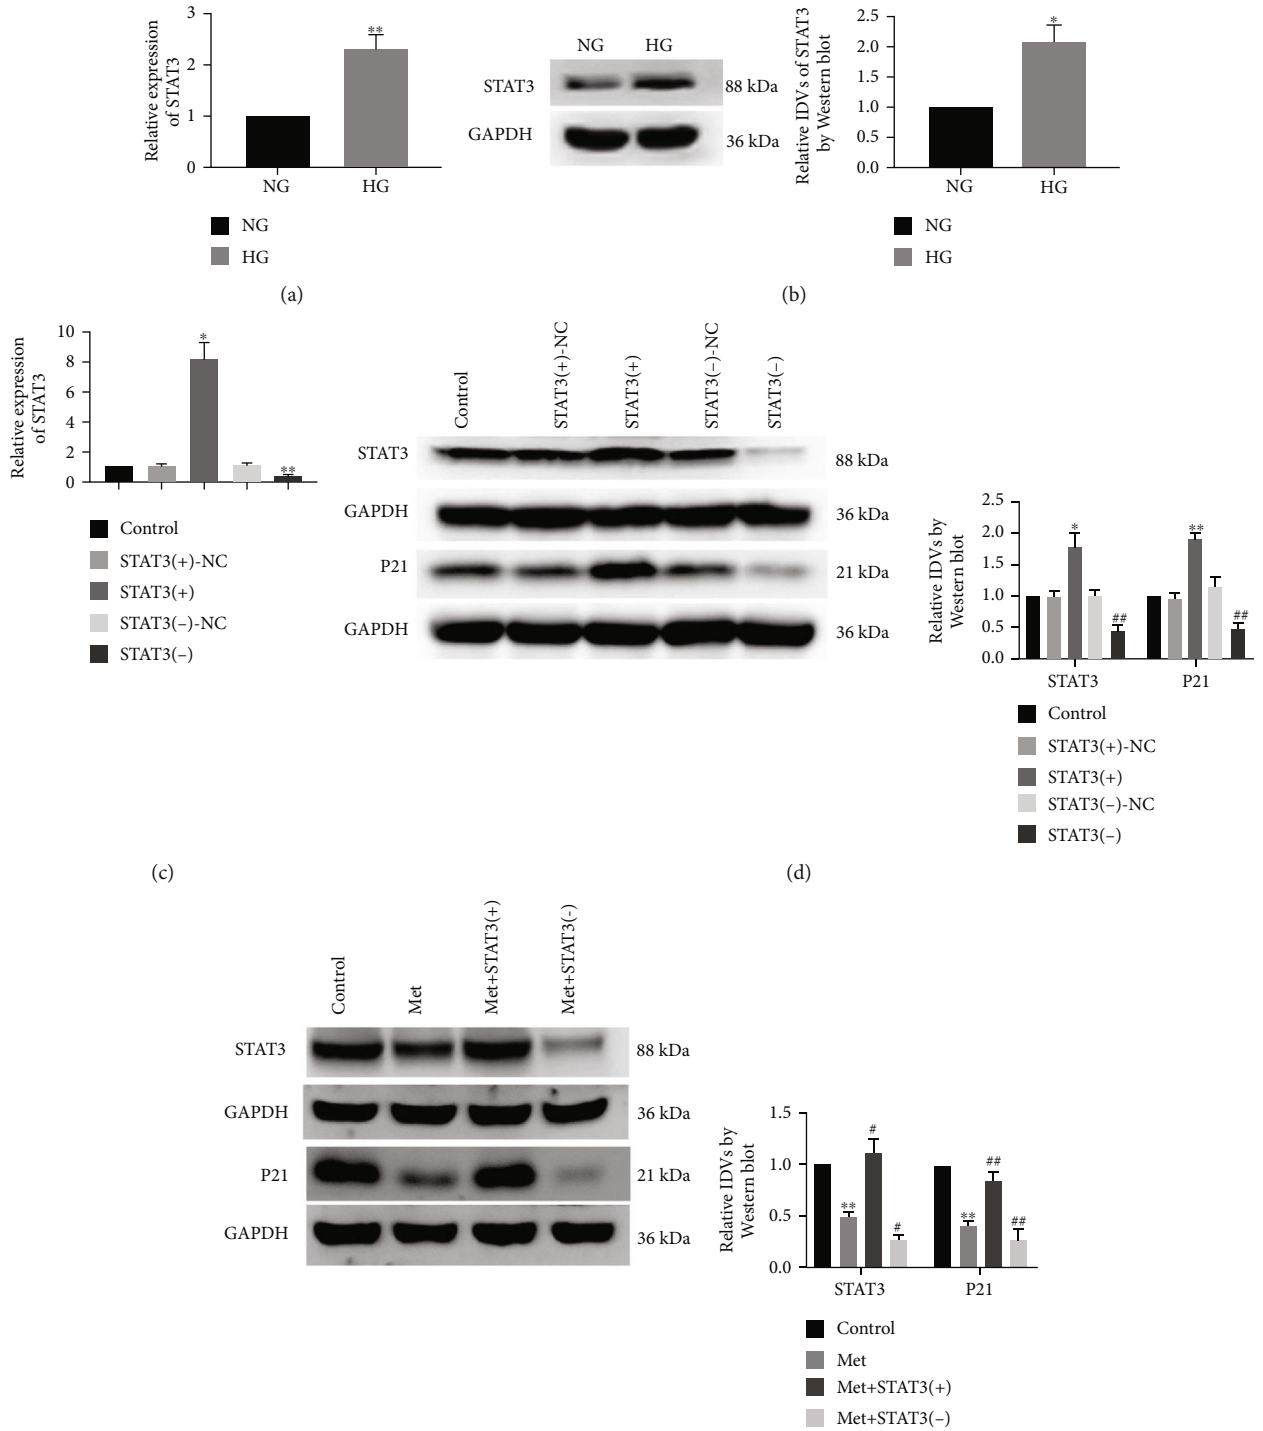 Relative expression
of STAT3
3
2
1
0
NG
HG
NG
HG
(a)
NG HG
STAT3
88 kDa
GAPDH
36 kDa
Relative IDVs of STAT3
by Western blot
2.5
2.0
1.5
1.0
0.5
0.0
**
*
NG
HG
NG
HG
(b)
Relative expression
of STAT3
10
8
6
4
2
0
*
**
Control
STAT3(+)-NC
STAT3(+)
STAT3(–)-NC
STAT3(–)
(c)
Control
STAT3(+)-NC
STAT3(+)
STAT3(–)-NC
STAT3(–)
STAT3
88 kDa
GAPDH
36 kDa
P21
21 kDa
GAPDH
36 kDa
Relative IDVs by
Western blot
2.5
2.0
1.5
1.0
0.5
0.0
*
##
**
##
STAT3
P21
Control
STAT3(+)-NC
STAT3(+)
STAT3(–)-NC
STAT3(–)
(d)
Control
Met
Met+STAT3(+)
Met+STAT3(-)
STAT3
88 kDa
GAPDH
36 kDa
P21
21 kDa
GAPDH
36 kDa
Relative IDVs by
Western blot
1.5
1.0
0.5
0.0
**
#
#
**
##
##
STAT3
P21
Control
Met
Met+STAT3(+)
Met+STAT3(–)